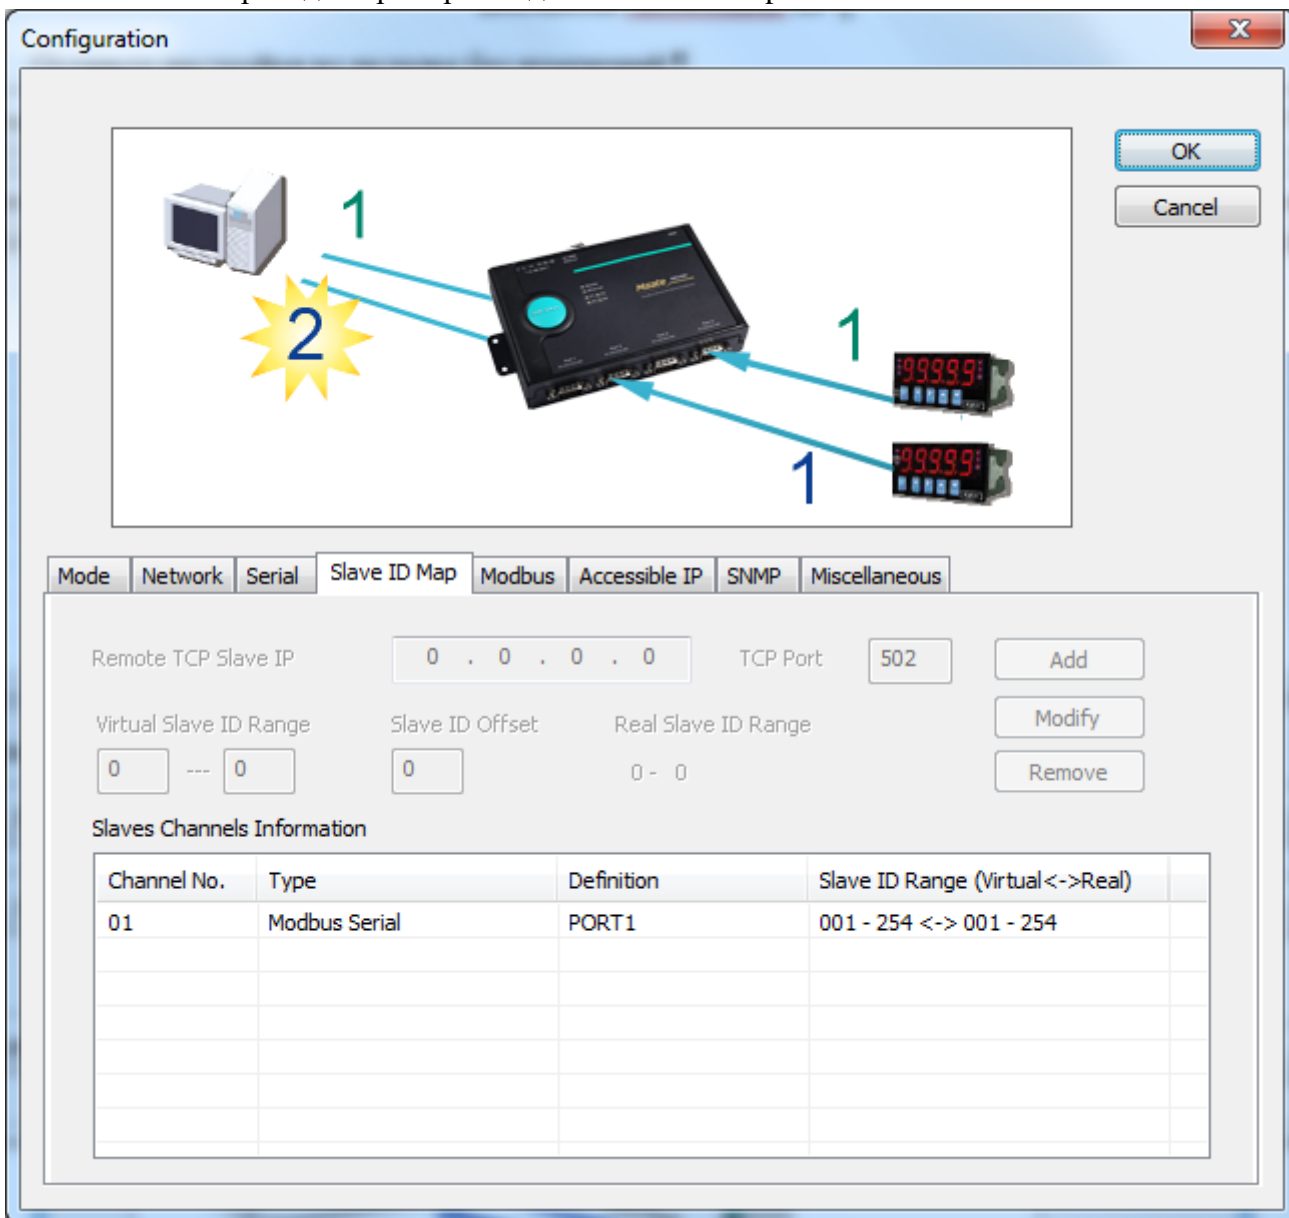 Configuration
OK
Cancel
1
2
1
1
99999
99999
Mode Network Serial Slave ID Map Modbus Accessible IP SNMP Miscellaneous
Remote TCP Slave IP 0 . 0 . 0 . 0 TCP Port 502 Add
Virtual Slave ID Range Slave ID Offset Real Slave ID Range Modify
0 --- 0 0 0 - 0 Remove
Slaves Channels Information
Channel No. Type Definition Slave ID Range (Virtual<->Real)
01 Modbus Serial PORT1 001 - 254 <-> 001 - 254